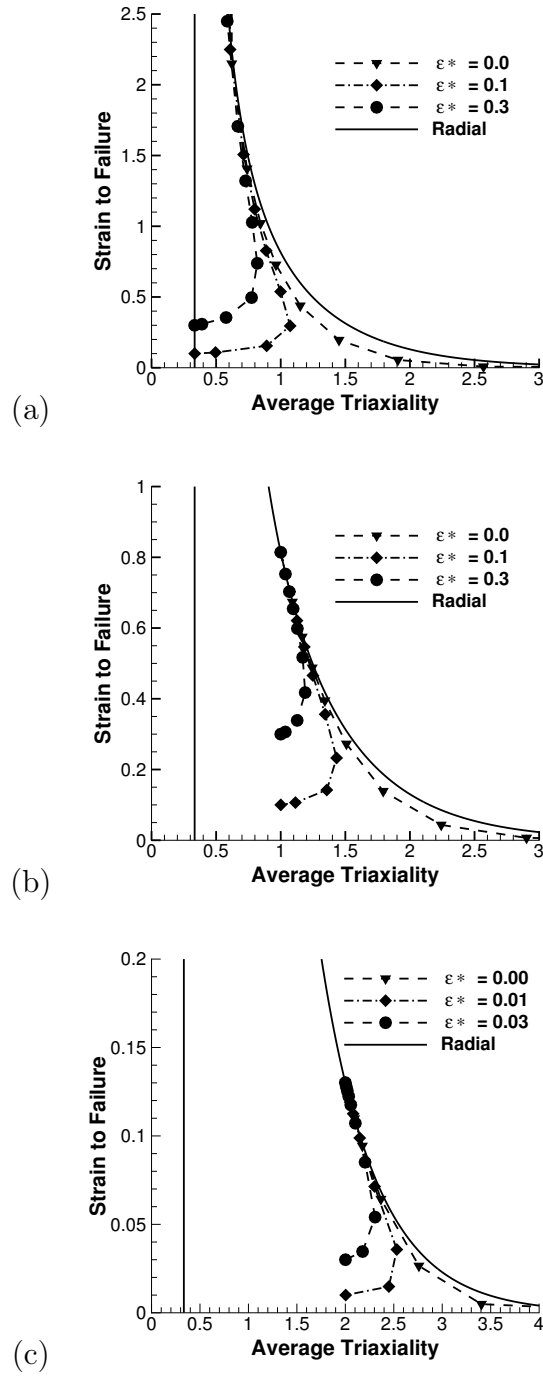 2.5
2
1.5
1
0.5
0
0
0.5
1
1.5
2
2.5
3
Strain to Failure
Average Triaxiality
ε* = 0.0
ε* = 0.1
ε* = 0.3
Radial
(a)
1
0.8
0.6
0.4
0.2
0
0
0.5
1
1.5
2
2.5
3
Strain to Failure
Average Triaxiality
ε* = 0.0
ε* = 0.1
ε* = 0.3
Radial
(b)
0.2
0.15
0.1
0.05
0
0
0.5
1
1.5
2
2.5
3
3.5
4
Strain to Failure
Average Triaxiality
ε* = 0.00
ε* = 0.01
ε* = 0.03
Radial
(c)